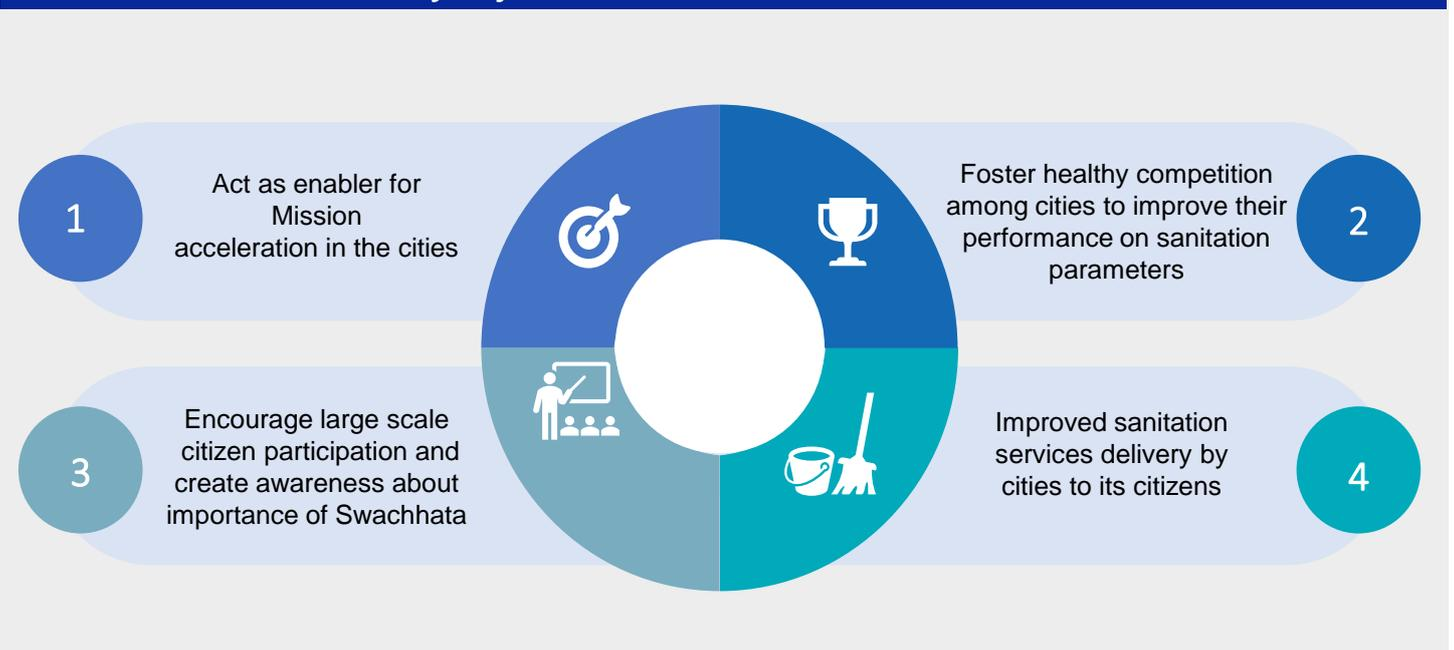 1
Act as enabler for
Mission
acceleration in the cities
Foster healthy competition
among cities to improve their
performance on sanitation
parameters
2
3
Encourage large scale
citizen participation and
create awareness about
importance of Swachhata
Improved sanitation
services delivery by
cities to its citizens
4